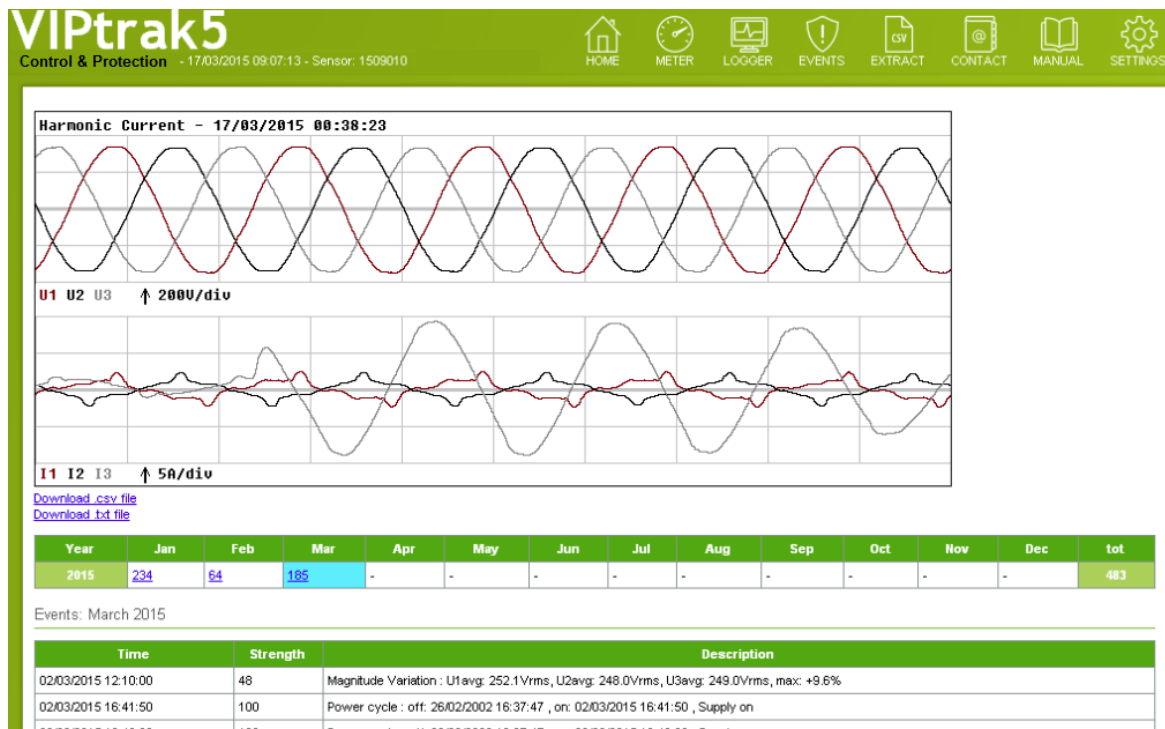 VIPtrak5
Control & Protection - 17/03/2015 09:07:13 - Sensor: 1509010
HOME METER LOGGER EVENTS CSV EXTRACT @ CONTACT MANUAL SETTINGS
Harmonic Current - 17/03/2015 00:38:23
U1 U2 U3 200V/div
I1 I2 I3 5A/div
Download .csv file
Download .txt file
Year Jan Feb Mar Apr May Jun Jul Aug Sep Oct Nov Dec tot
2015 234 64 185 - - - - - - - - - 483
Events: March 2015
Time Strength Description
02/03/2015 12:10:00 48 Magnitude Variation : U1avg: 252.1Vrms, U2avg: 248.0Vrms, U3avg: 249.0Vrms, max: +9.6%
02/03/2015 16:41:50 100 Power cycle : off: 26/02/2002 16:37:47 , on: 02/03/2015 16:41:50 , Supply on